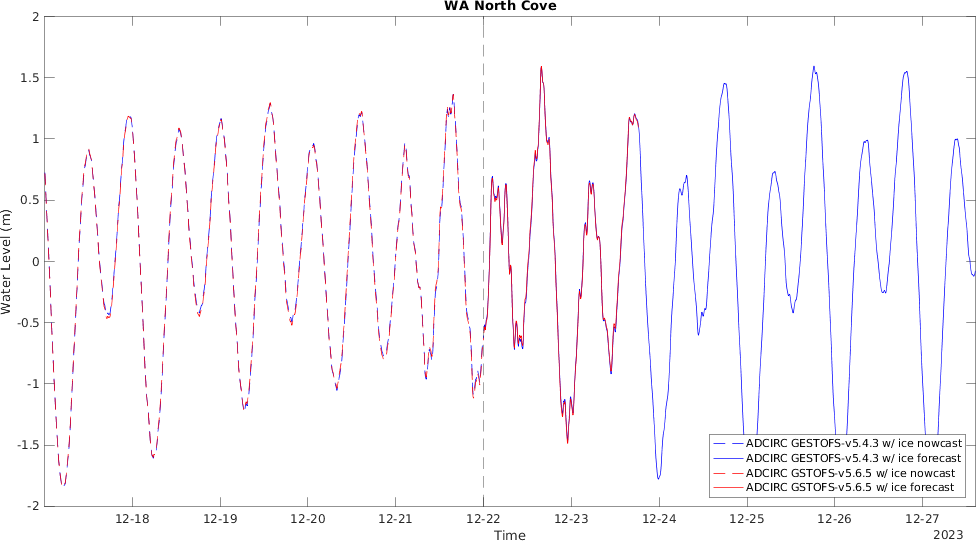 WA North Cove
2
1.5
1
0.5
0
-0.5
-1
-1.5
-2
Water Level (m)
12-18
12-19
12-20
12-21
12-22
12-23
12-24
12-25
12-26
12-27
Time
2023
ADCIRC GESTOFS-v5.4.3 w/ ice nowcast
ADCIRC GESTOFS-v5.4.3 w/ ice forecast
ADCIRC GSTOFS-v5.6.5 w/ ice nowcast
ADCIRC GSTOFS-v5.6.5 w/ ice forecast